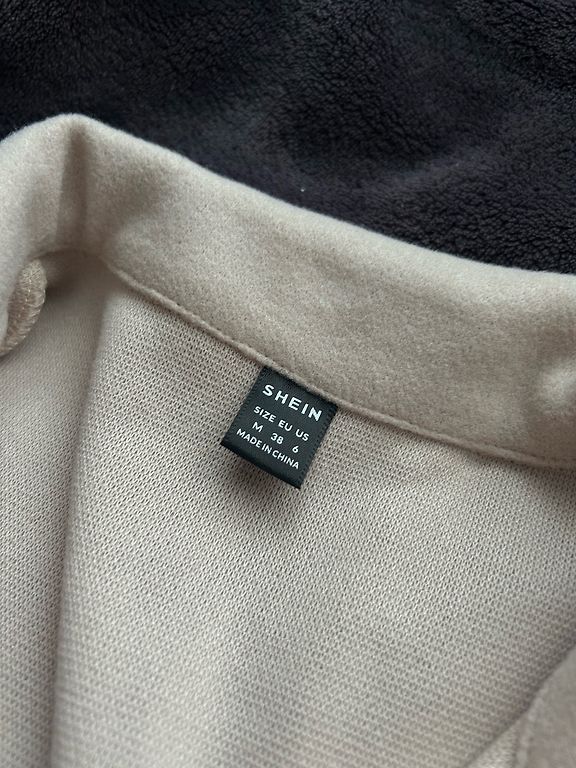 SHEIN
SIZE EU US
M 38 6
MADE IN CHINA